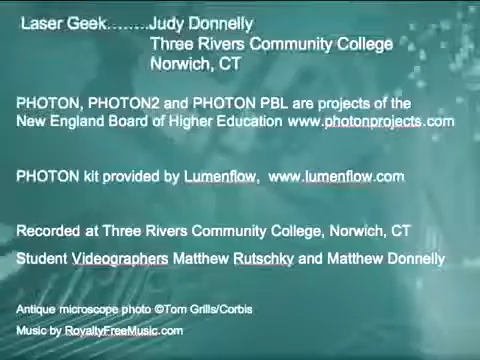 Laser Geek........Judy Donnelly
Three Rivers Community College
Norwich, CT
PHOTON, PHOTON2 and PHOTON PBL are projects of the
New England Board of Higher Education www.photonprojects.com
PHOTON kit provided by Lumenflow, www.lumenflow.com
Recorded at Three Rivers Community College, Norwich, CT
Student Videographers Matthew Rutschky and Matthew Donnelly
Antique microscope photo ©Tom Grills/Corbis
Music by RoyaltyFreeMusic.com